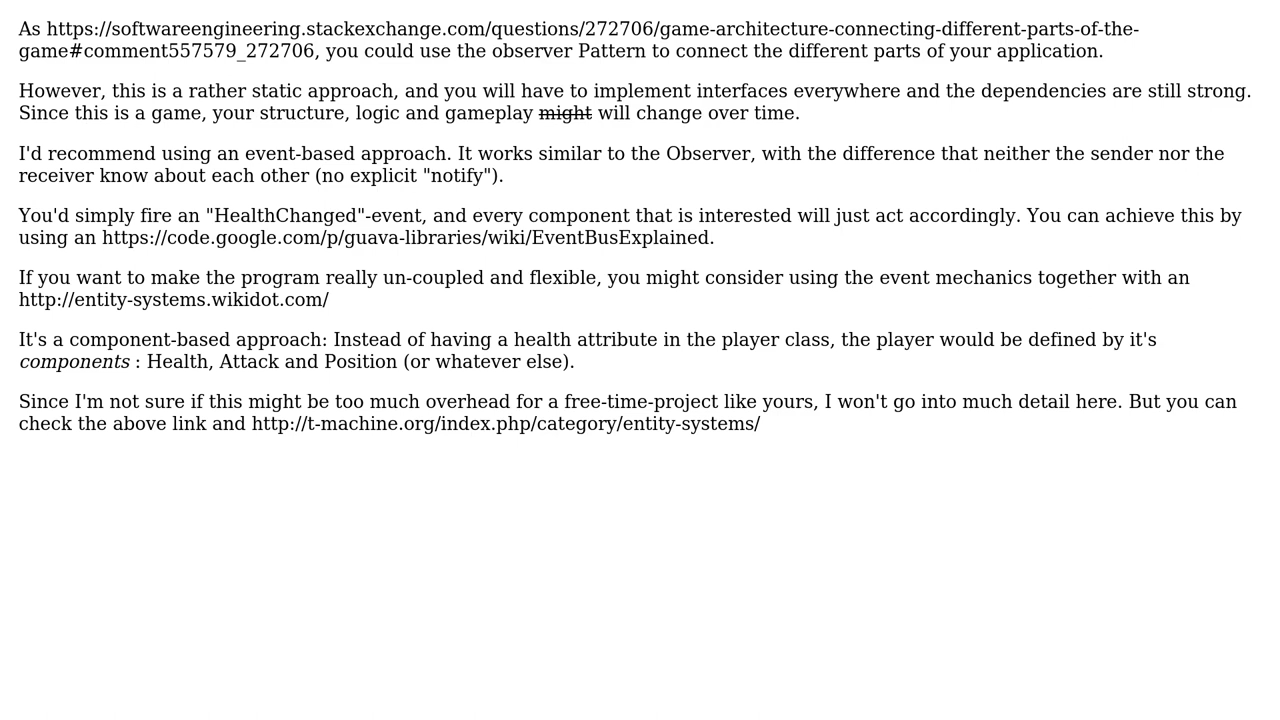 As https://softwareengineering.stackexchange.com/questions/272706/game-architecture-connecting-different-parts-of-the-
game#comment557579_272706, you could use the observer Pattern to connect the different parts of your application.
However, this is a rather static approach, and you will have to implement interfaces everywhere and the dependencies are still strong.
Since this is a game, your structure, logic and gameplay might will change over time.
I'd recommend using an event-based approach. It works similar to the Observer, with the difference that neither the sender nor the
receiver know about each other (no explicit "notify").
You'd simply fire an "HealthChanged"-event, and every component that is interested will just act accordingly. You can achieve this by
using an https://code.google.com/p/guava-libraries/wiki/EventBusExplained.
If you want to make the program really un-coupled and flexible, you might consider using the event mechanics together with an
http://entity-systems.wikidot.com/
It's a component-based approach: Instead of having a health attribute in the player class, the player would be defined by it's
components : Health, Attack and Position (or whatever else).
Since I'm not sure if this might be too much overhead for a free-time-project like yours, I won't go into much detail here. But you can
check the above link and http://t-machine.org/index.php/category/entity-systems/